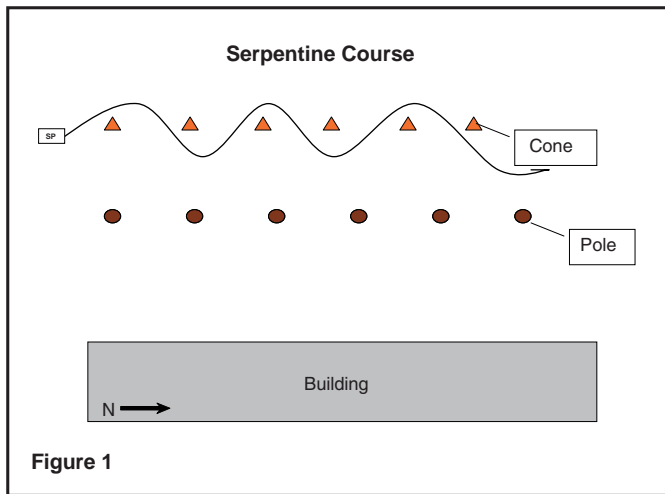 Serpentine Course
SP
Cone
Pole
Building
N
Figure 1